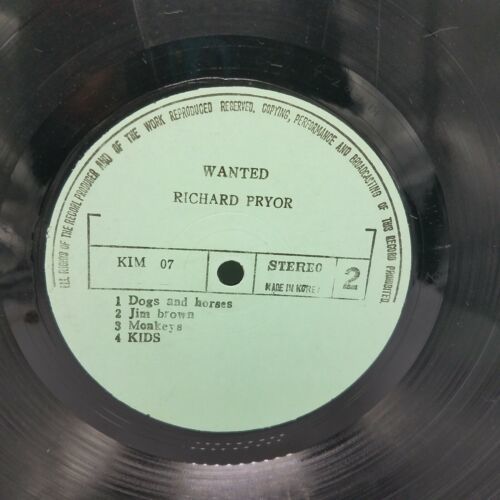 ALL RIGHTS OF THE RECORD PRODUCER AND OF THE WORK REPRODUCED RESERVED, COPYING, PERFORMANCE AND BROADCASTING OF THIS RECORD PROHIBITED.
WANTED
RICHARD PRYOR
KIM 07
STEREO
MADE IN KOREA
2
1 Dogs and horses
2 Jim brown
3 Monkeys
4 KIDS